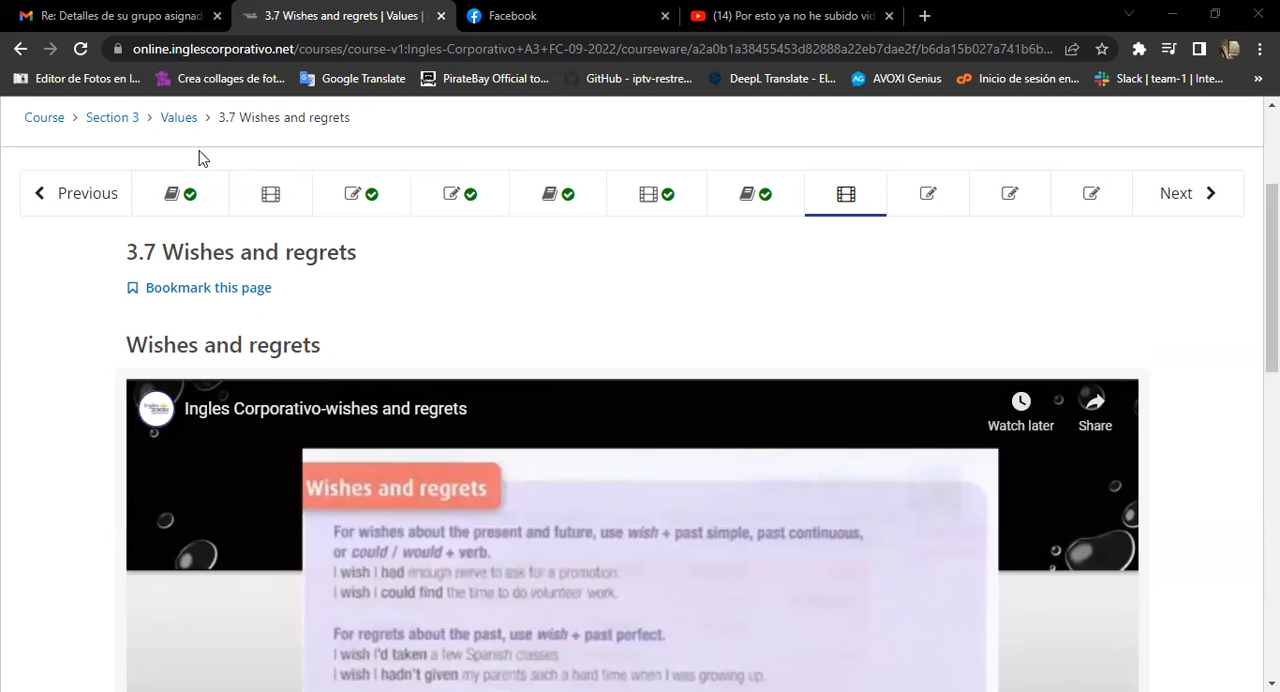 Re: Detalles de su grupo asignad
3.7 Wishes and regrets | Values |
Facebook
(14) Por esto ya no he subido vid
online.inglescorporativo.net/courses/course-v1:Ingles-Corporativo+A3+FC-09-2022/courseware/a2a0b1a38455453d82888a22eb7dae2f/b6da15b027a741b6b...
Editor de Fotos en l...
Crea collages de fot...
Google Translate
PirateBay Official to...
GitHub - iptv-restre...
DeepL Translate - El...
AVOXI Genius
Inicio de sesión en...
Slack | team-1 | Inte...
Course > Section 3 > Values > 3.7 Wishes and regrets
Previous
Next
3.7 Wishes and regrets
Bookmark this page
Wishes and regrets
Ingles Corporativo-wishes and regrets
Watch later
Share
Wishes and regrets
For wishes about the present and future, use wish + past simple, past continuous,
or could / would + verb.
I wish I had enough nerve to ask for a promotion.
I wish I could find the time to do volunteer work.
For regrets about the past, use wish + past perfect.
I wish I'd taken a few Spanish classes
I wish I hadn't given my parents such a hard time when I was growing up.